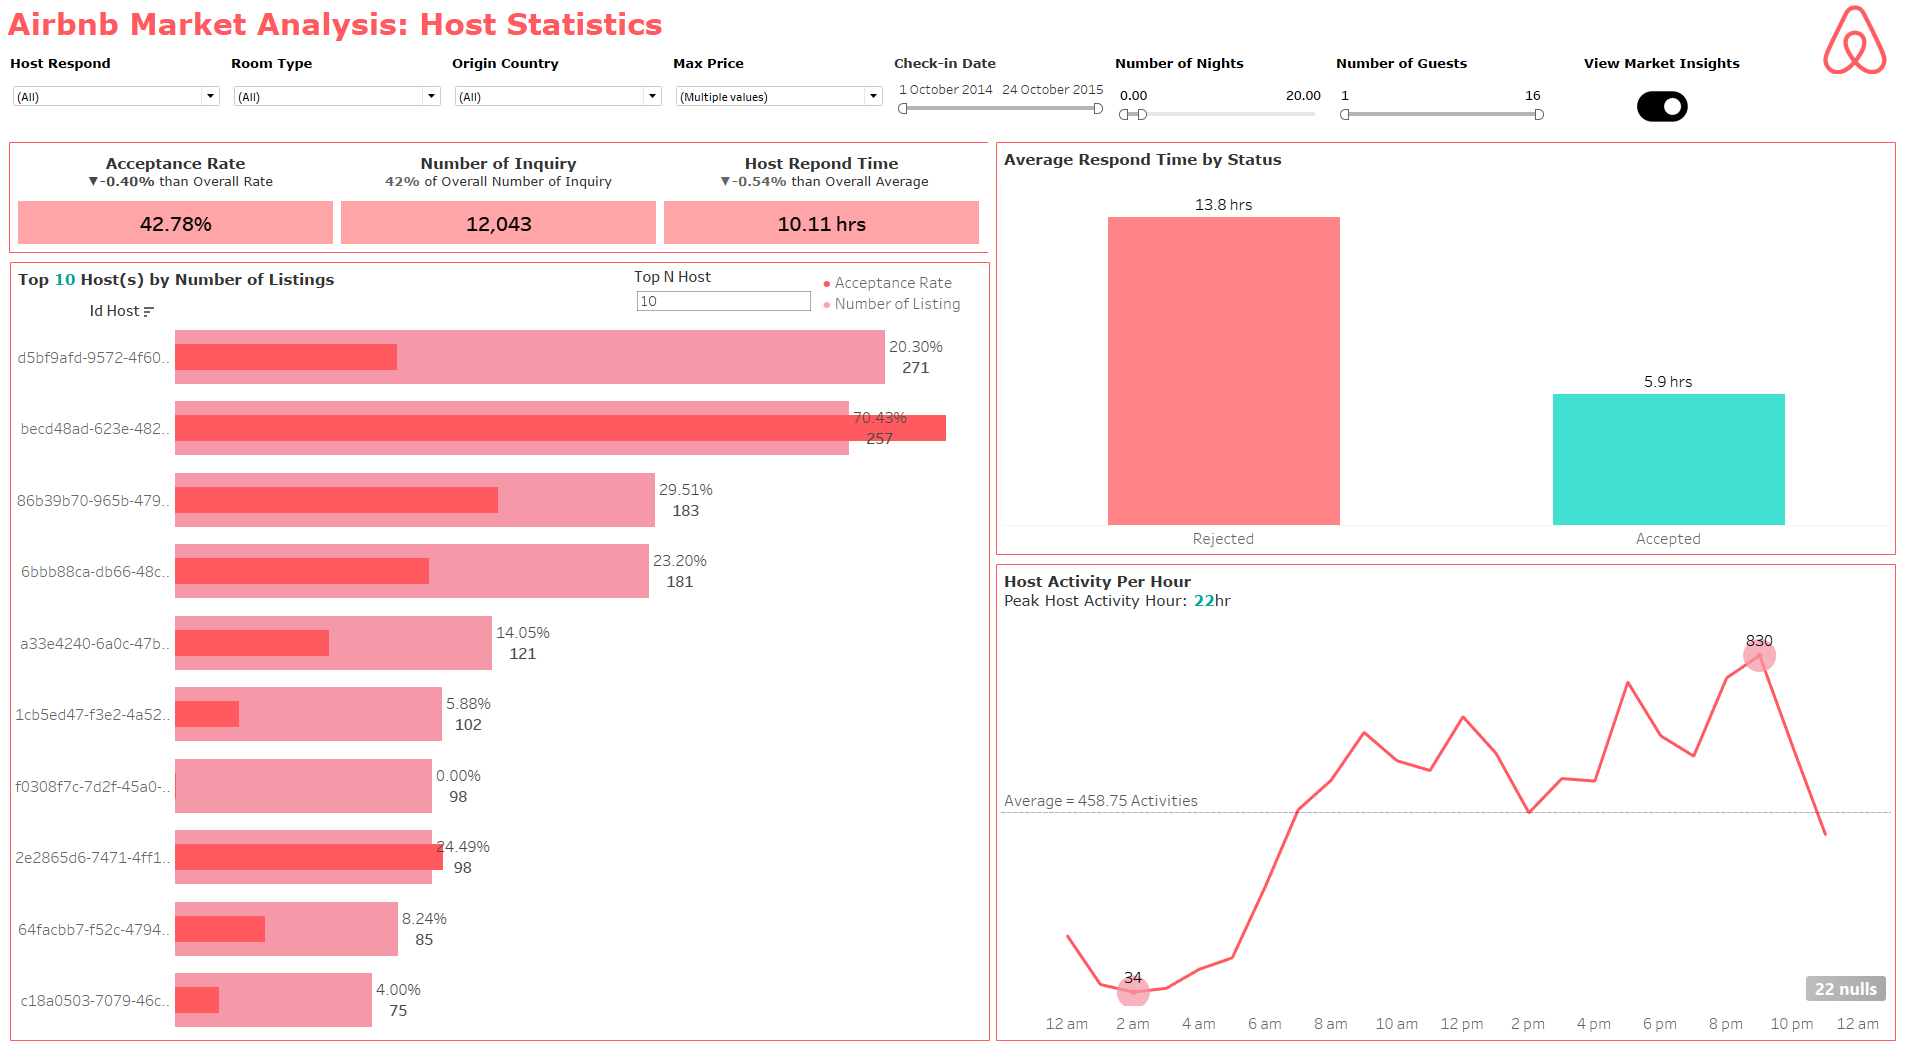 Airbnb Market Analysis: Host Statistics
Host Respond
Room Type
Origin Country
Max Price
Check-in Date
Number of Nights
Number of Guests
View Market Insights
(All)
(All)
(All)
(Multiple values)
1 October 2014
24 October 2015
0.00
20.00
1
16
Acceptance Rate
▼-0.40% than Overall Rate
42.78%
Number of Inquiry
42% of Overall Number of Inquiry
12,043
Host Repond Time
▼-0.54% than Overall Average
10.11 hrs
Top 10 Host(s) by Number of Listings
Top N Host
10
Acceptance Rate
Number of Listing
Id Host
d5bf9afd-9572-4f60..
20.30%
271
becd48ad-623e-482..
70.43%
257
86b39b70-965b-479..
29.51%
183
6bbb88ca-db66-48c..
23.20%
181
a33e4240-6a0c-47b..
14.05%
121
1cb5ed47-f3e2-4a52..
5.88%
102
f0308f7c-7d2f-45a0-..
0.00%
98
2e2865d6-7471-4ff1..
24.49%
98
64facbb7-f52c-4794..
8.24%
85
c18a0503-7079-46c..
4.00%
75
Average Respond Time by Status
13.8 hrs
5.9 hrs
Rejected
Accepted
Host Activity Per Hour
Peak Host Activity Hour: 22hr
830
Average = 458.75 Activities
34
22 nulls
12 am
2 am
4 am
6 am
8 am
10 am
12 pm
2 pm
4 pm
6 pm
8 pm
10 pm
12 am